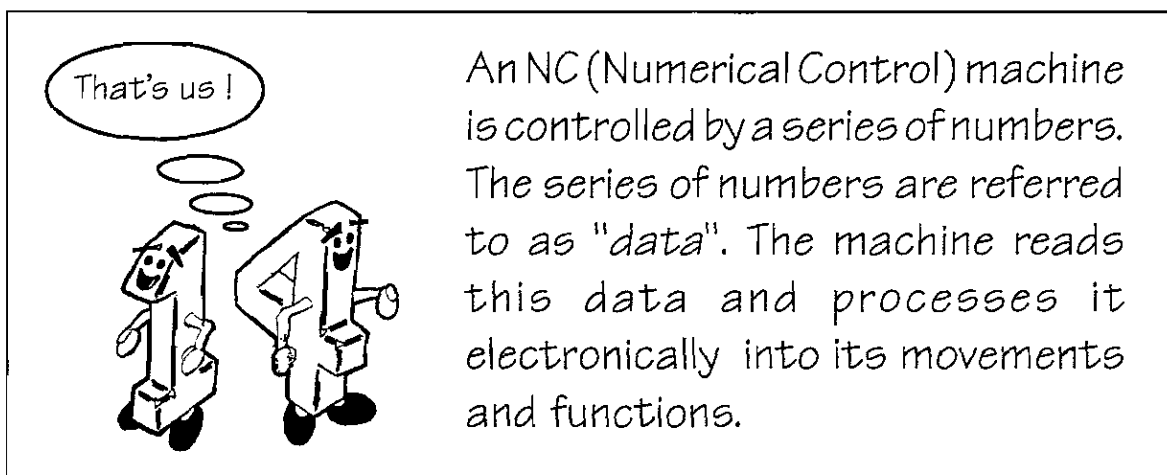 That's us !
An NC (Numerical Control) machine
is controlled by a series of numbers.
The series of numbers are referred
to as "data". The machine reads
this data and processes it
electronically into its movements
and functions.